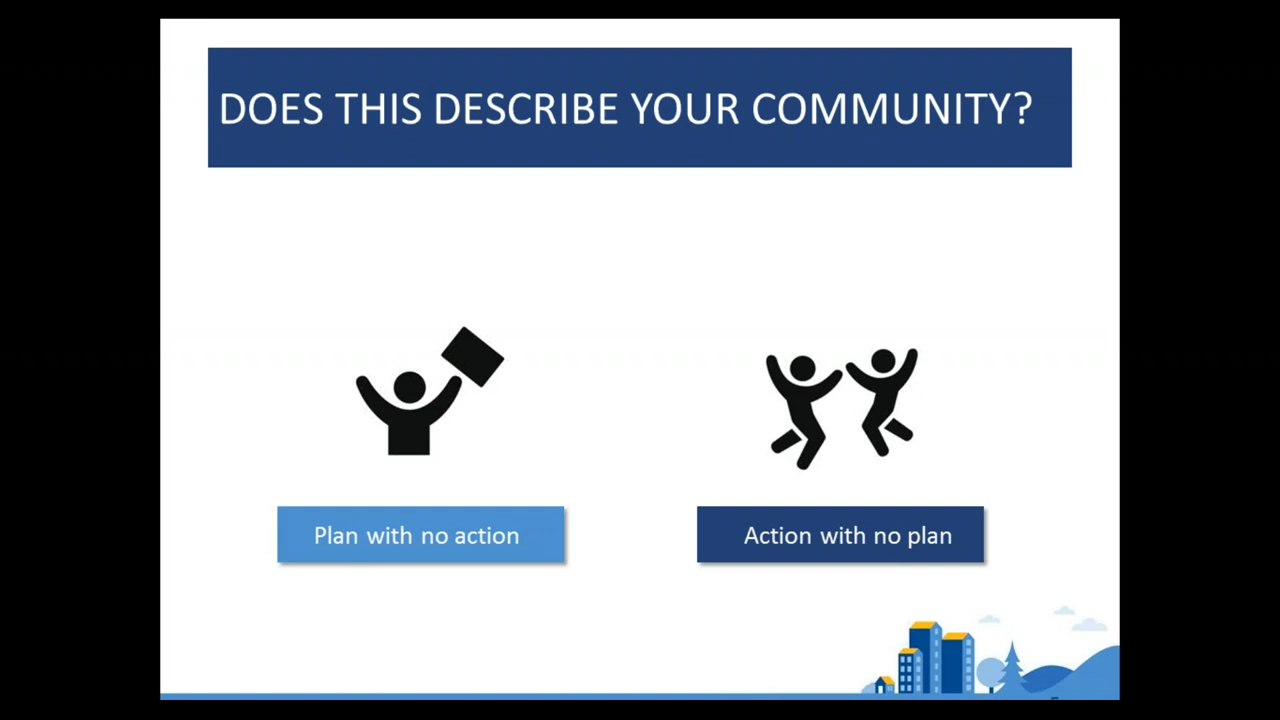 DOES THIS DESCRIBE YOUR COMMUNITY?
Plan with no action
Action with no plan